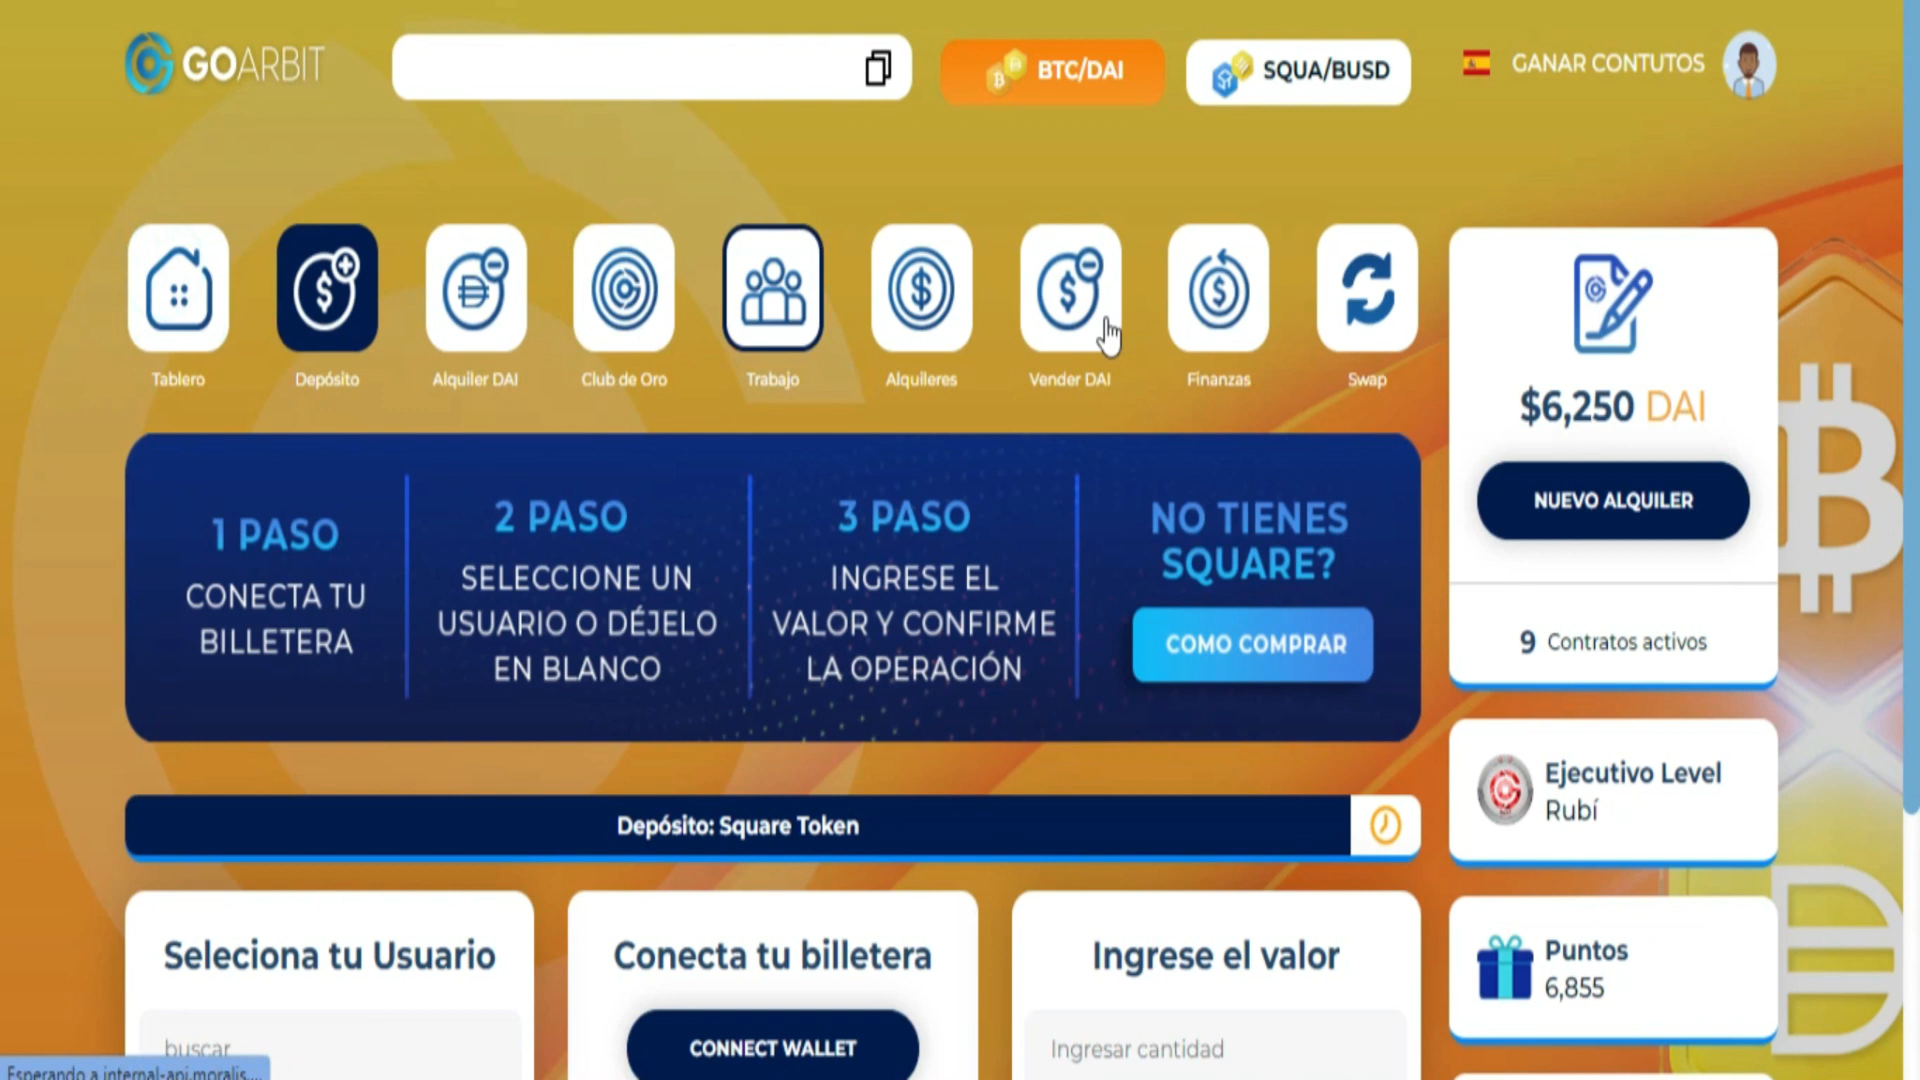 GOARBIT
BTC/DAI
SQUA/BUSD
GANAR CONTUTOS
Tablero
Depósito
Alquiler DAI
Club de Oro
Trabajo
Alquileres
Vender DAI
Finanzas
Swap
$6,250 DAI
NUEVO ALQUILER
9 Contratos activos
1 PASO
CONECTA TU
BILLETERA
2 PASO
SELECCIONE UN
USUARIO O DÉJELO
EN BLANCO
3 PASO
INGRESE EL
VALOR Y CONFIRME
LA OPERACIÓN
NO TIENES
SQUARE?
COMO COMPRAR
Ejecutivo Level
Rubí
Depósito: Square Token
Puntos
6,855
Seleciona tu Usuario
buscar
Conecta tu billetera
CONNECT WALLET
Ingrese el valor
Ingresar cantidad
Esperando a internal-api.moralis....